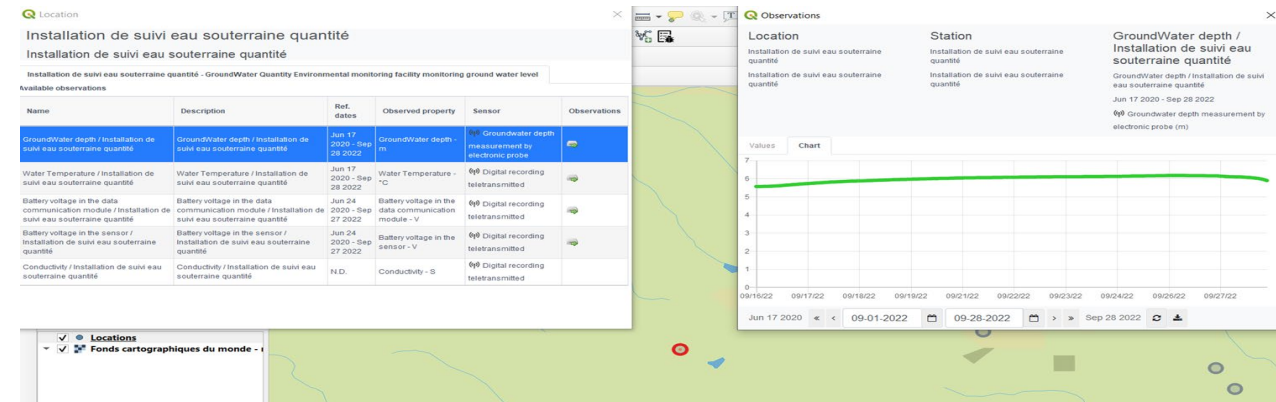 Location
Installation de suivi eau souterraine quantité
Installation de suivi eau souterraine quantité
Installation de suivi eau souterraine quantité - GroundWater Quantity Environmental monitoring facility monitoring ground water level
Available observations
Name Description Ref. dates Observed property Sensor Observations
GroundWater depth / Installation de suivi eau souterraine quantité GroundWater depth / Installation de suivi eau souterraine quantité Jun 17 2020 - Sep 28 2022 GroundWater depth - m Groundwater depth measurement by electronic probe
Water Temperature / Installation de suivi eau souterraine quantité Water Temperature / Installation de suivi eau souterraine quantité Jun 17 2020 - Sep 28 2022 Water Temperature - °C Digital recording teletransmitted
Battery voltage in the data communication module / Installation de suivi eau souterraine quantité Battery voltage in the data communication module / Installation de suivi eau souterraine quantité Jun 24 2020 - Sep 27 2022 Battery voltage in the data communication module - V Digital recording teletransmitted
Battery voltage in the sensor / Installation de suivi eau souterraine quantité Battery voltage in the sensor / Installation de suivi eau souterraine quantité Jun 24 2020 - Sep 27 2022 Battery voltage in the sensor - V Digital recording teletransmitted
Conductivity / Installation de suivi eau souterraine quantité Conductivity / Installation de suivi eau souterraine quantité N.D. Conductivity - S Digital recording teletransmitted
Locations
Fonds cartographiques du monde -
Observations
Location
Installation de suivi eau souterraine
quantité
Installation de suivi eau souterraine
quantité
Station
Installation de suivi eau souterraine
quantité
Installation de suivi eau souterraine
quantité
GroundWater depth /
Installation de suivi eau
souterraine quantité
GroundWater depth / Installation de suivi
eau souterraine quantité
Jun 17 2020 - Sep 28 2022
Groundwater depth measurement by
electronic probe (m)
Values Chart
7
6
5
4
3
2
1
0
09/16/22 09/17/22 09/18/22 09/19/22 09/21/22 09/22/22 09/23/22 09/24/22 09/26/22 09/27/22
Jun 17 2020 « ‹ 09-01-2022 09-28-2022 › » Sep 28 2022